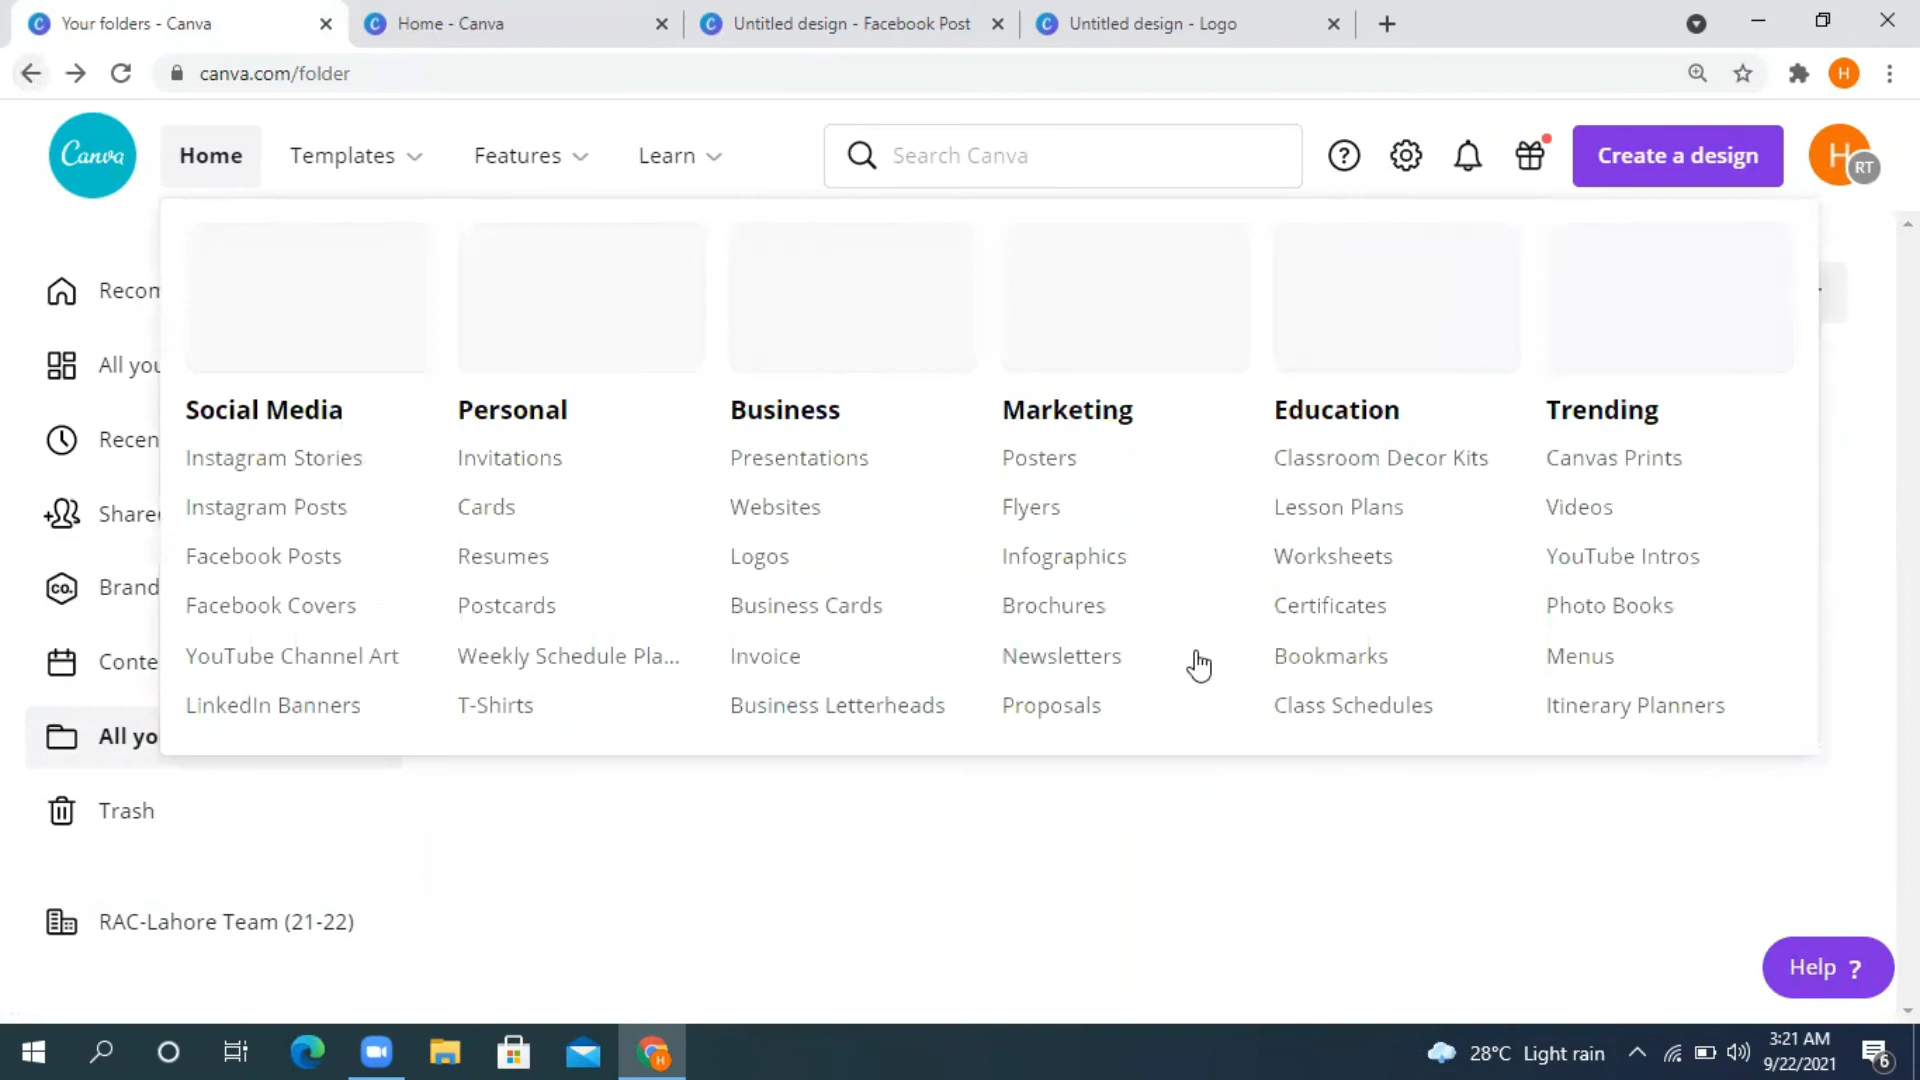 Your folders - Canva
Home - Canva
Untitled design - Facebook Post
Untitled design - Logo
canva.com/folder
H
Canva
Home
Templates
Features
Learn
Search Canva
Create a design
H
RT
Recom
All you
Recen
Share
Brand
CO.
Conte
All yo
Trash
RAC-Lahore Team (21-22)
Social Media
Instagram Stories
Instagram Posts
Facebook Posts
Facebook Covers
YouTube Channel Art
LinkedIn Banners
Personal
Invitations
Cards
Resumes
Postcards
Weekly Schedule Pla...
T-Shirts
Business
Presentations
Websites
Logos
Business Cards
Invoice
Business Letterheads
Marketing
Posters
Flyers
Infographics
Brochures
Newsletters
Proposals
Education
Classroom Decor Kits
Lesson Plans
Worksheets
Certificates
Bookmarks
Class Schedules
Trending
Canvas Prints
Videos
YouTube Intros
Photo Books
Menus
Itinerary Planners
Help ?
28°C Light rain
3:21 AM
9/22/2021
6